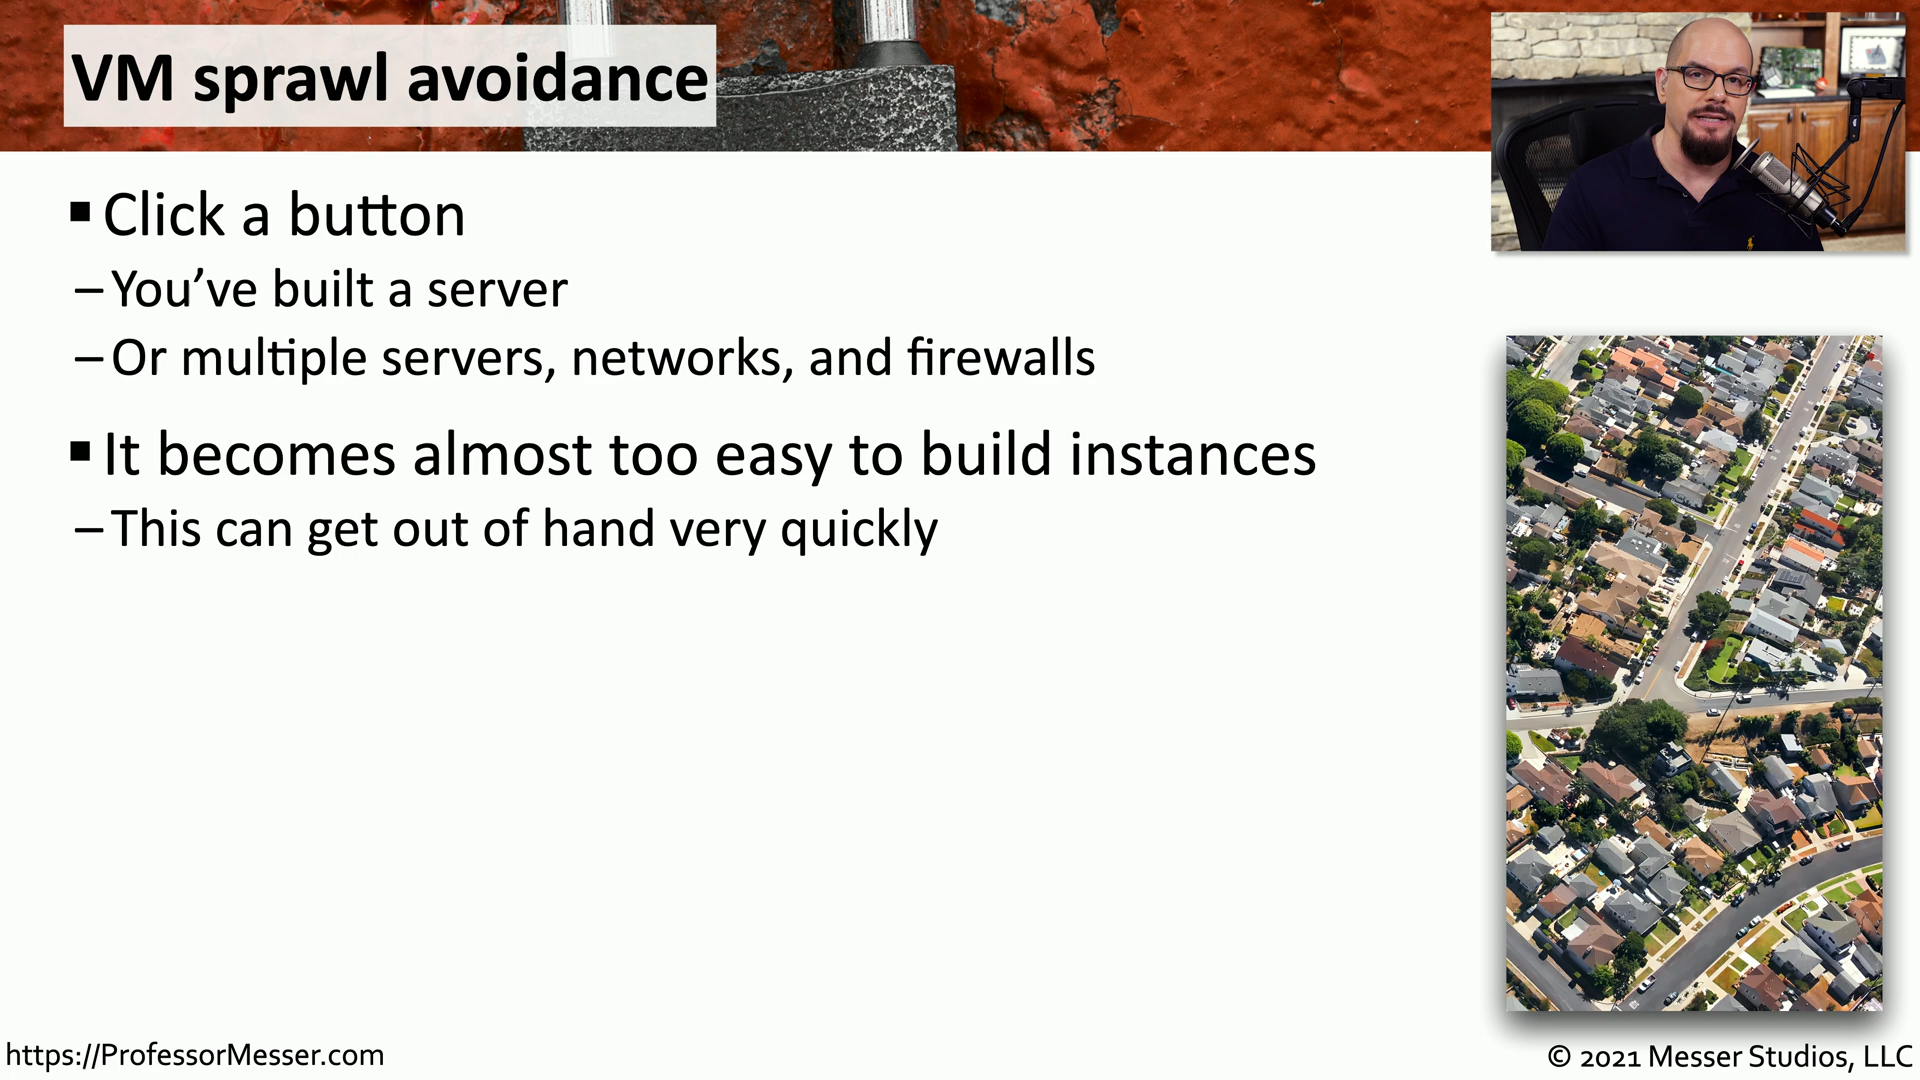 VM sprawl avoidance
▪ Click a button
– You’ve built a server
– Or multiple servers, networks, and firewalls
▪ It becomes almost too easy to build instances
– This can get out of hand very quickly
https://ProfessorMesser.com
© 2021 Messer Studios, LLC